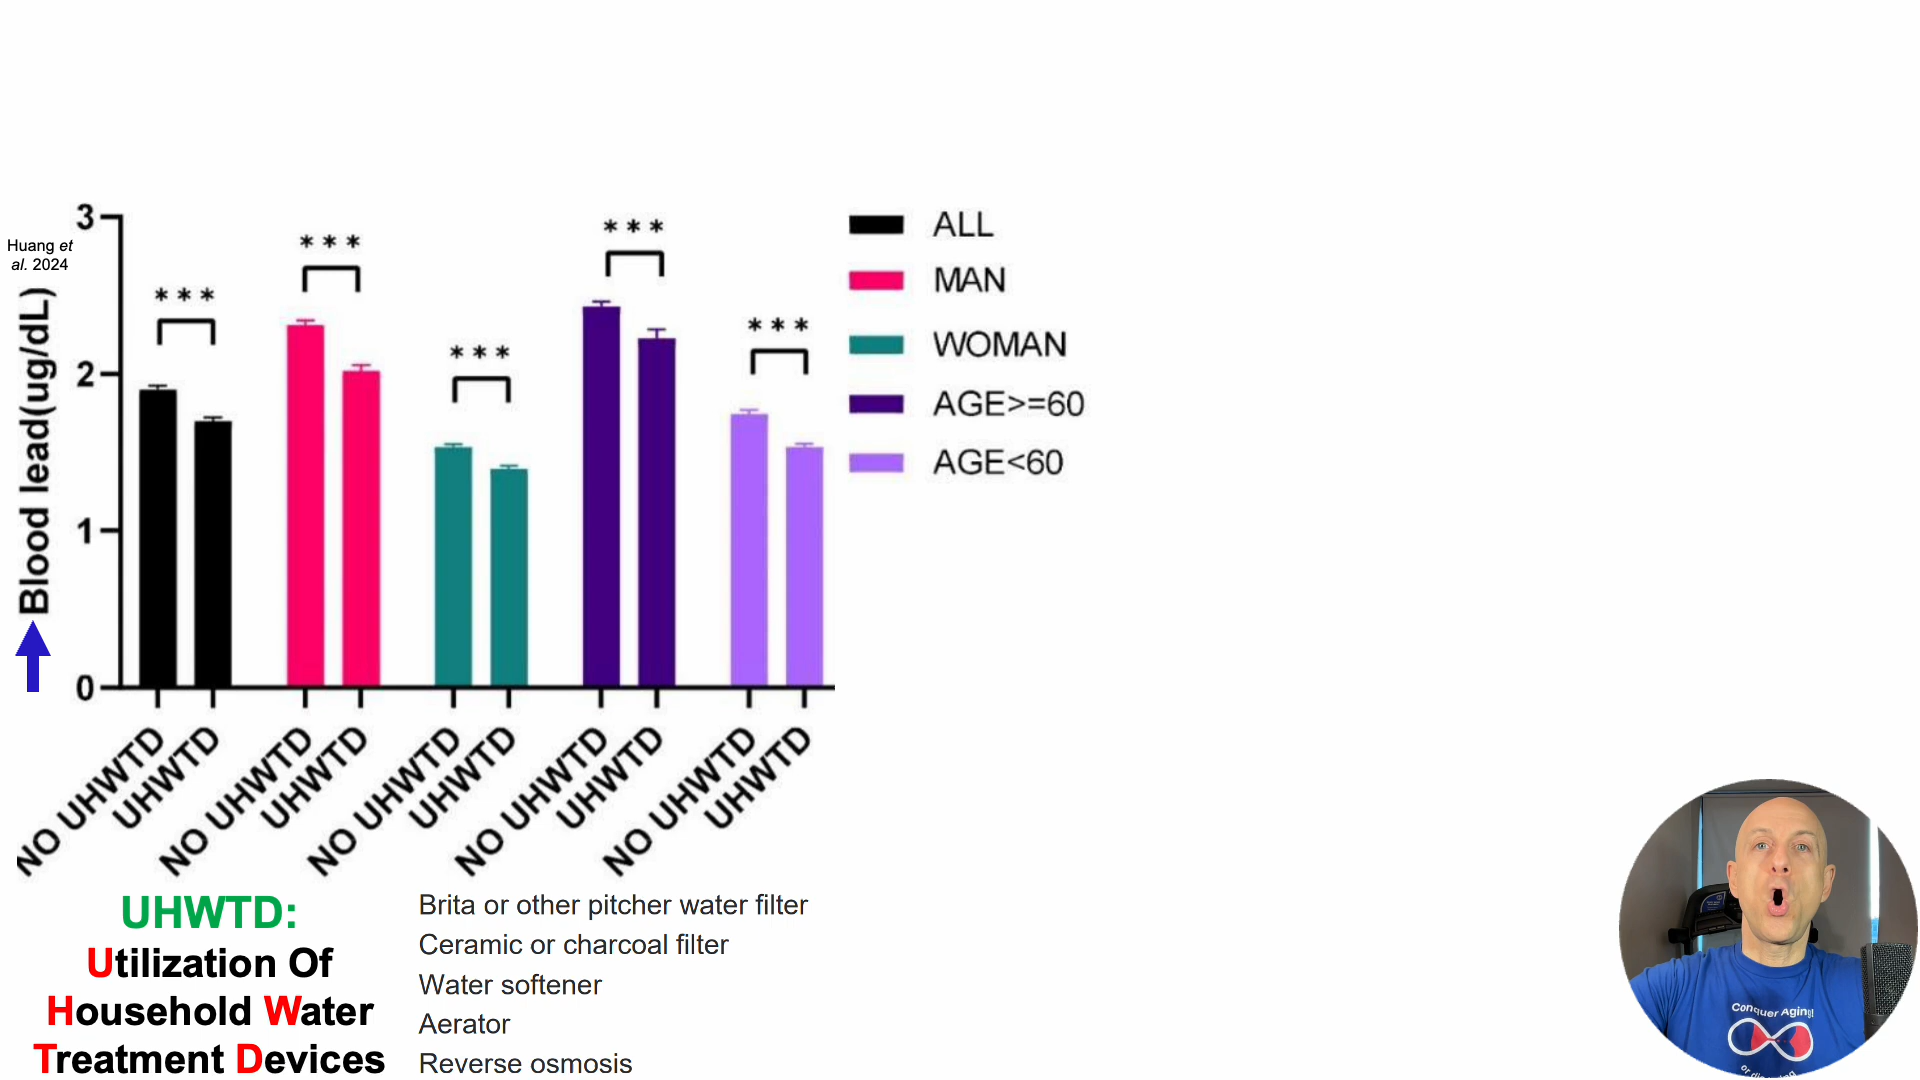 Huang et
al. 2024
Blood lead(ug/dL)
3
2
1
0
***
***
***
***
***
ALL
MAN
WOMAN
AGE>=60
AGE<60
NO UHWTD
UHWTD
NO UHWTD
UHWTD
NO UHWTD
UHWTD
NO UHWTD
UHWTD
NO UHWTD
UHWTD
UHWTD:
Utilization Of
Household Water
Treatment Devices
Brita or other pitcher water filter
Ceramic or charcoal filter
Water softener
Aerator
Reverse osmosis
Conquer Aging!
or